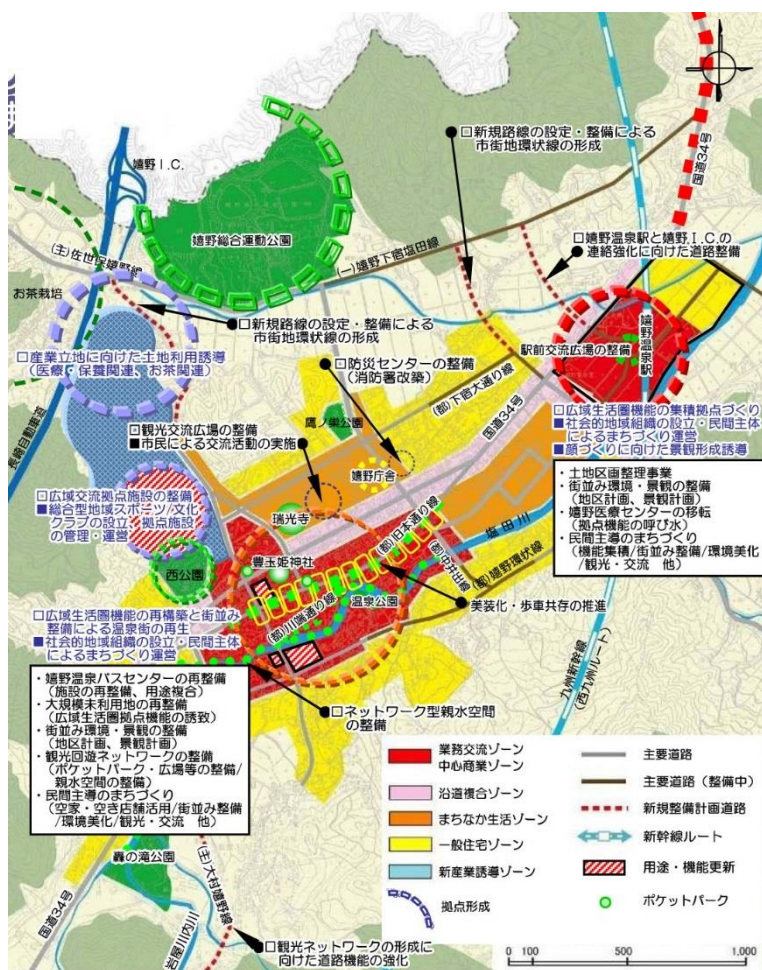 嬉野I.C.
□新規路線の設定・整備による
市街地環状線の形成
国道34号
嬉野総合運動公園
□嬉野温泉駅と嬉野I.C.の
連絡強化に向けた道路整備
(主)佐世保嬉野線
(一)嬉野下宿塩田線
お茶栽培
□新規路線の設定・整備による
市街地環状線の形成
駅前交流広場の整備
嬉野温泉駅
□産業立地に向けた土地利用誘導
(医療・保養関連、お茶関連)
□防災センターの整備
(消防署改築)
(都)下宿大通り線
国道34号
鷹ノ巣公園
長崎自動車道
□観光交流広場の整備
■市民による交流活動の実施
□広域生活圏機能の集積拠点づくり
■社会的地域組織の設立・民間主体
によるまちづくり運営
■顔づくりに向けた景観形成誘導
嬉野庁舎
・土地区画整理事業
・街並み環境・景観の整備
(地区計画、景観計画)
・嬉野医療センターの移転
(拠点機能の呼び水)
・民間主導のまちづくり
(機能集積/街並み整備/環境美化
/観光・交流 他)
□広域交流拠点施設の整備
■総合型地域スポーツ/文化
クラブの設立、拠点施設
の管理・運営
瑞光寺
塩田川
(都)旧本通り線
(都)中井出線
(都)嬉野環状線
豊玉姫神社
西公園
温泉公園
(都)川端通り線
美装化・歩車共存の推進
□広域生活圏機能の再構築と街並み
整備による温泉街の再生
■社会的地域組織の設立・民間主体
によるまちづくり運営
九州新幹線
(西九州ルート)
・嬉野温泉バスセンターの再整備
(施設の再整備、用途複合)
・大規模未利用地の再整備
(広域生活圏拠点機能の誘致)
・街並み環境・景観の整備
(地区計画、景観計画)
・観光回遊ネットワークの整備
(ポケットパーク・広場等の整備/
親水空間の整備)
・民間主導のまちづくり
(空家・空き店舗活用/街並み整備
/環境美化/観光・交流 他)
□ネットワーク型親水空間
の整備
業務交流ゾーン
中心商業ゾーン
沿道複合ゾーン
まちなか生活ゾーン
一般住宅ゾーン
新産業誘導ゾーン
拠点形成
主要道路
主要道路(整備中)
新規整備計画道路
新幹線ルート
用途・機能更新
ポケットパーク
轟の滝公園
(主)大村嬉野線
国道34号
岩屋川内川
□観光ネットワークの形成に
向けた道路機能の強化
0 100 500 1,000